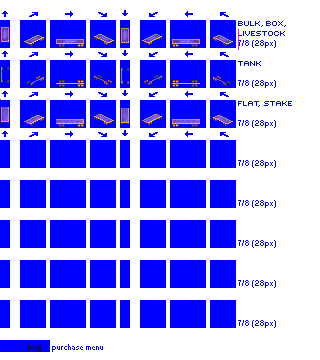 BULK, BOX,
LIVESTOCK
7/8 (28px)
TANK
7/8 (28px)
FLAT, STAKE
7/8 (28px)
7/8 (28px)
7/8 (28px)
7/8 (28px)
7/8 (28px)
7/8 (28px)
purchase menu